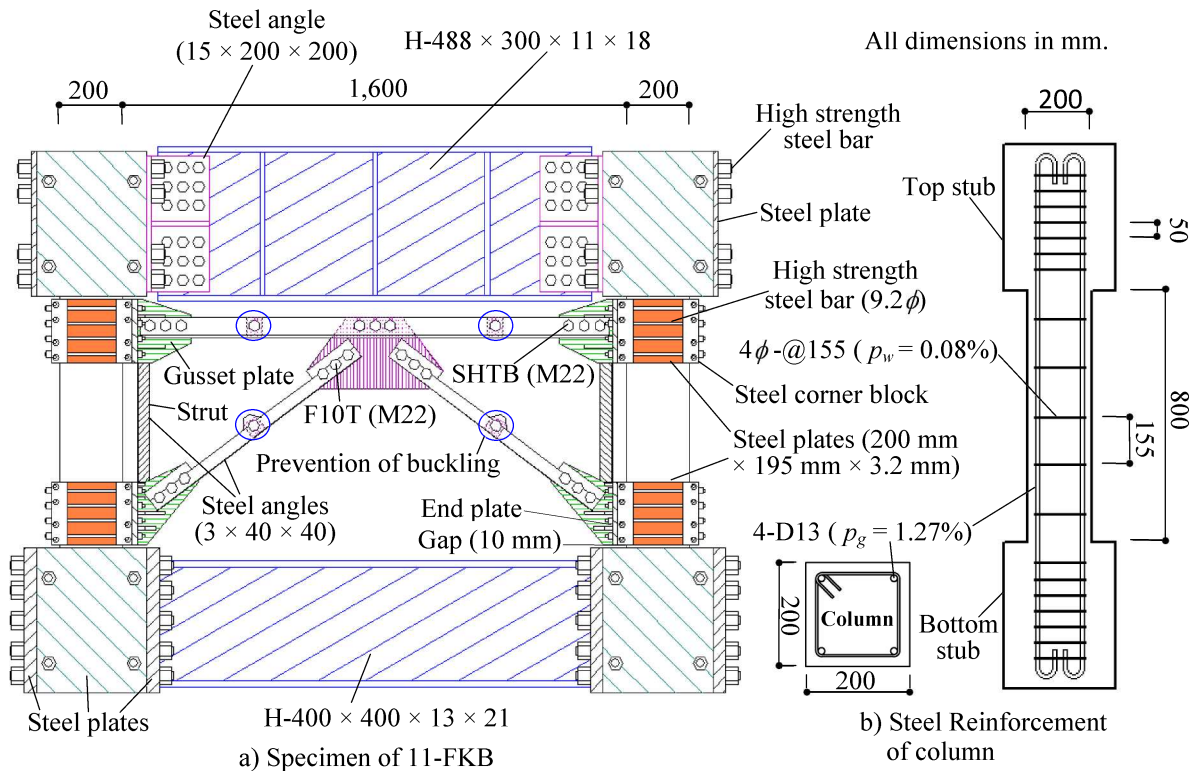 Steel angle
(15 × 200 × 200)
H-488 × 300 × 11 × 18
All dimensions in mm.
200
1,600
200
200
High strength
steel bar
Top stub
Steel plate
50
High strength
steel bar (9.2ϕ)
4ϕ-@155 ( p_w = 0.08%)
Gusset plate
SHTB (M22)
Steel corner block
Strut
F10T (M22)
800
155
Prevention of buckling
Steel plates (200 mm
× 195 mm × 3.2 mm)
Steel angles
(3 × 40 × 40)
End plate
Gap (10 mm)
4-D13 ( p_g = 1.27%)
200
Column
Bottom
stub
200
Steel plates
H-400 × 400 × 13 × 21
a) Specimen of 11-FKB
b) Steel Reinforcement
of column